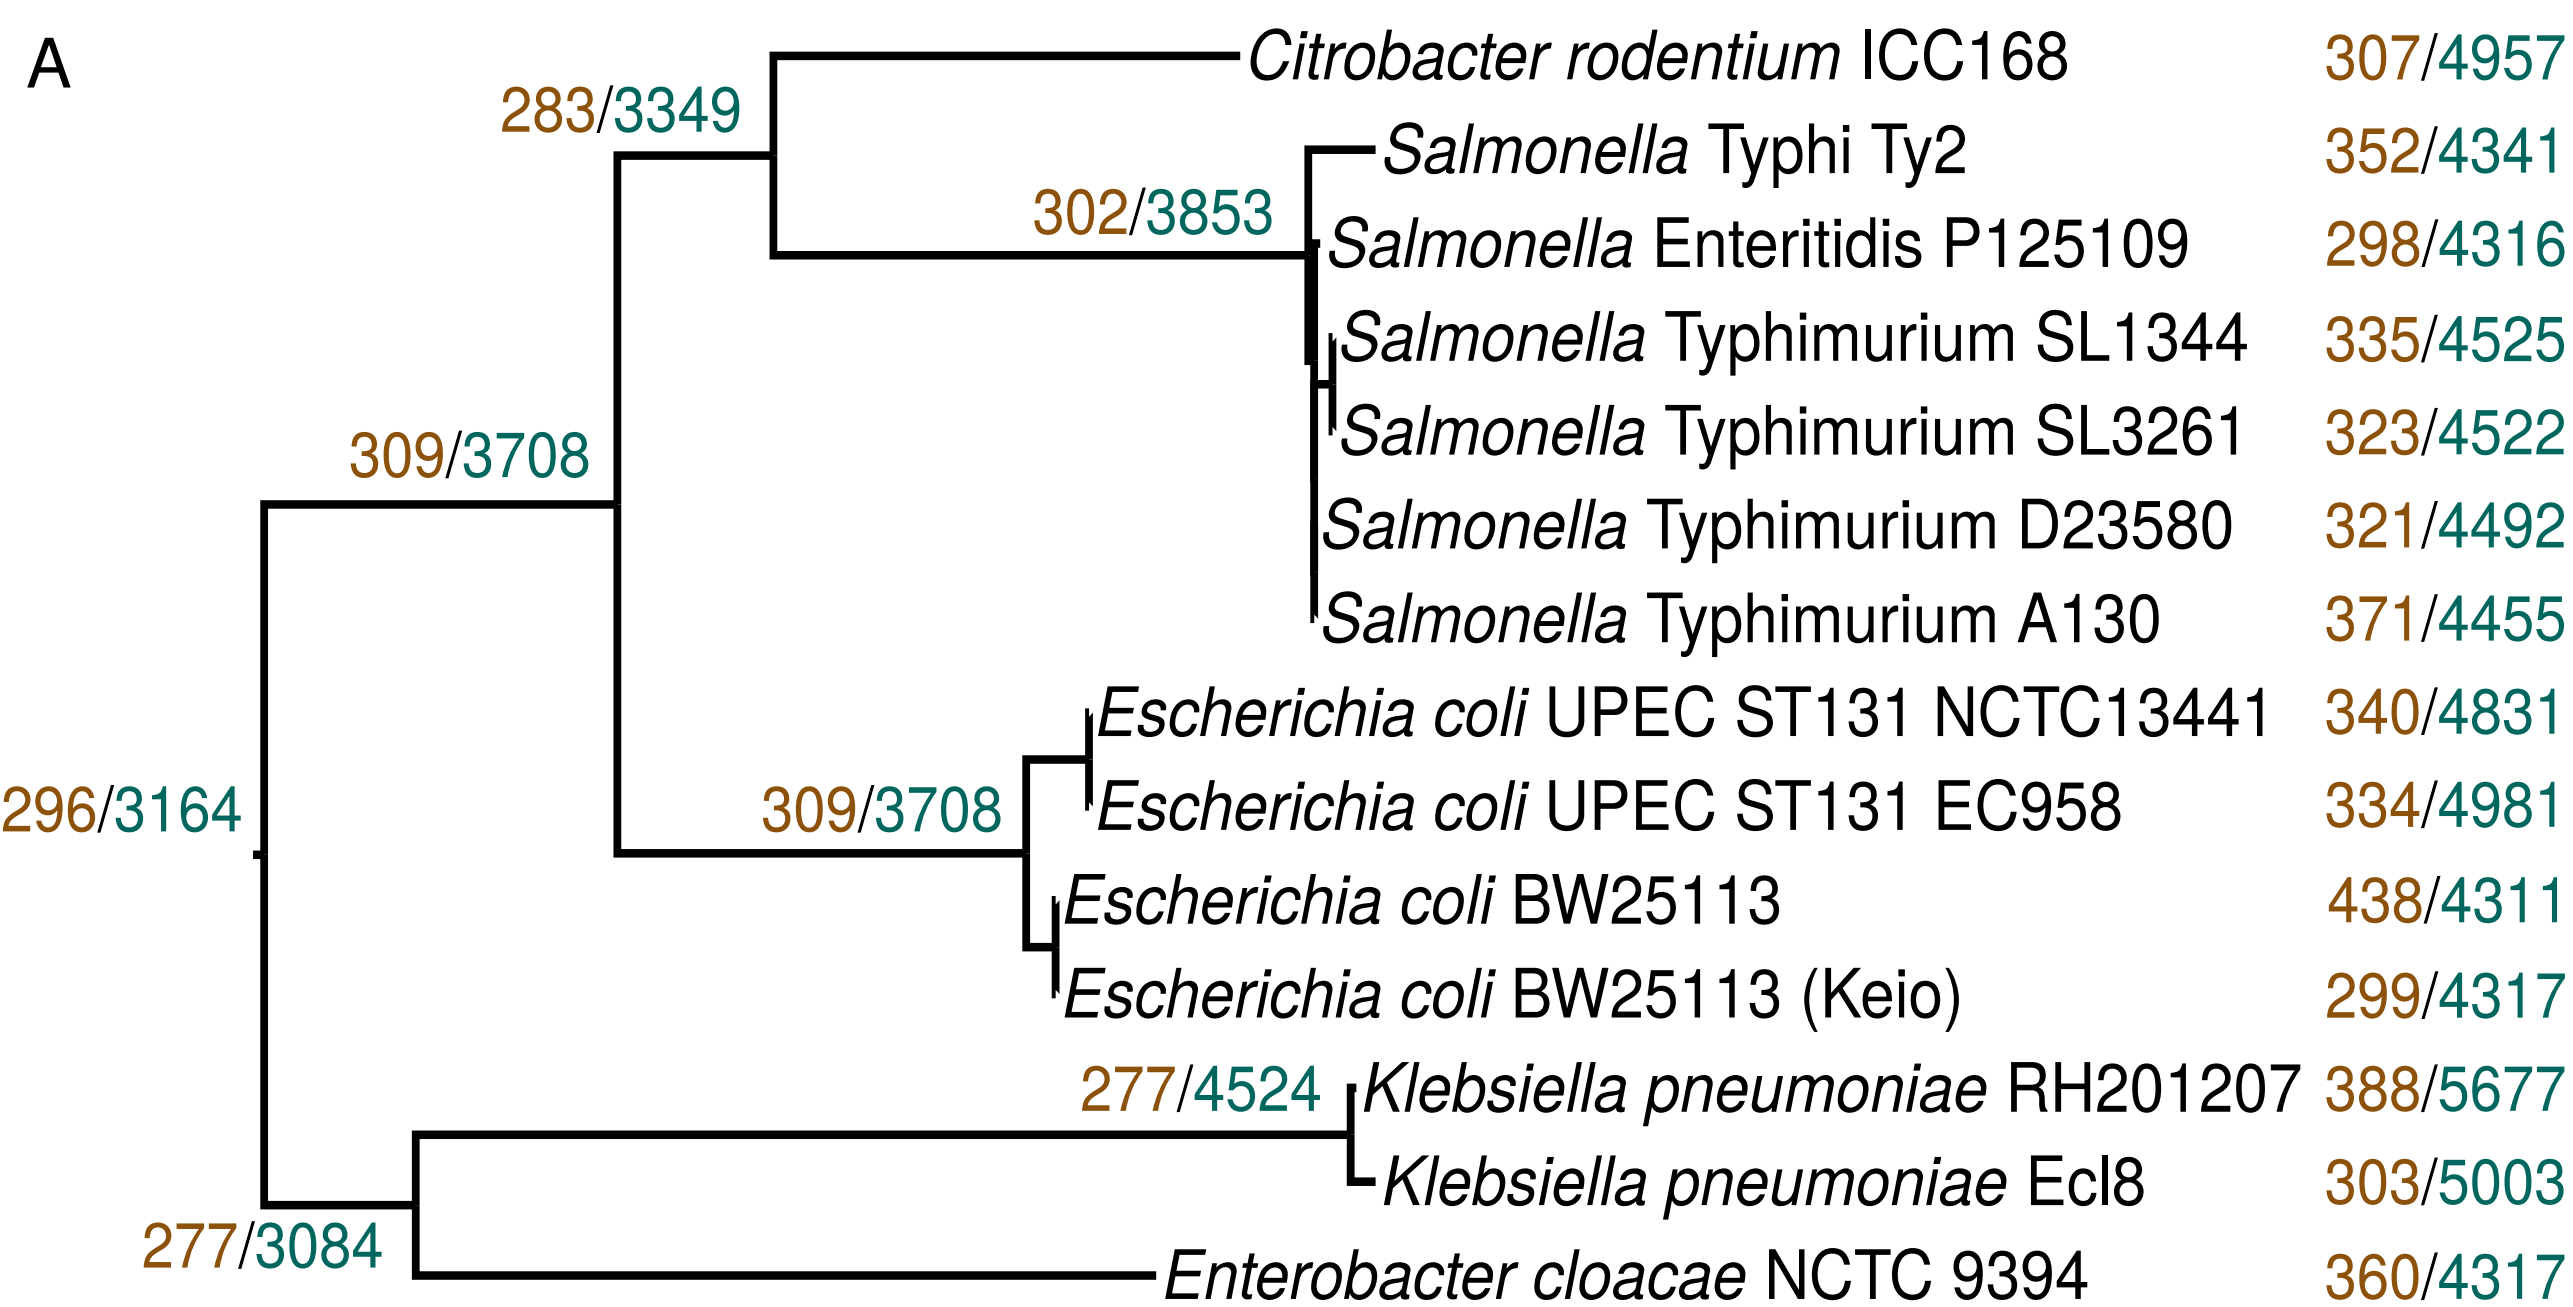 A
Citrobacter rodentium ICC168 307/4957
283/3349
Salmonella Typhi Ty2 352/4341
302/3853
Salmonella Enteritidis P125109 298/4316
Salmonella Typhimurium SL1344 335/4525
Salmonella Typhimurium SL3261 323/4522
309/3708
Salmonella Typhimurium D23580 321/4492
Salmonella Typhimurium A130 371/4455
Escherichia coli UPEC ST131 NCTC13441 340/4831
296/3164
309/3708
Escherichia coli UPEC ST131 EC958 334/4981
Escherichia coli BW25113 438/4311
Escherichia coli BW25113 (Keio) 299/4317
277/4524
Klebsiella pneumoniae RH201207 388/5677
Klebsiella pneumoniae Ecl8 303/5003
277/3084
Enterobacter cloacae NCTC 9394 360/4317